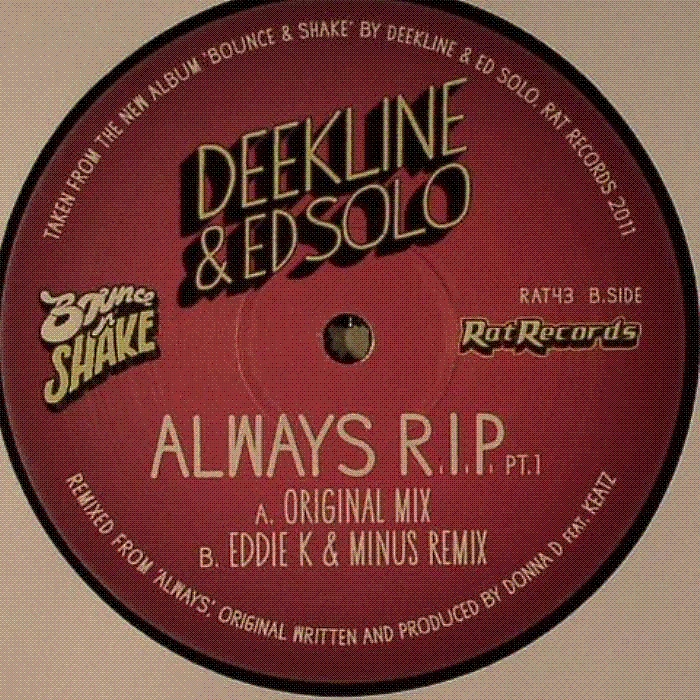 TAKEN FROM THE NEW ALBUM 'BOUNCE & SHAKE' BY DEEKLINE & ED SOLO, RAT RECORDS 2011
DEEKLINE
& ED SOLO
Bounce
n
SHAKE
RAT43 B.SIDE
RatRecords
ALWAYS R.I.P. PT.1
A. ORIGINAL MIX
B. EDDIE K & MINUS REMIX
REMIXED FROM 'ALWAYS', ORIGINAL WRITTEN AND PRODUCED BY DONNA D FEAT. KEATZ